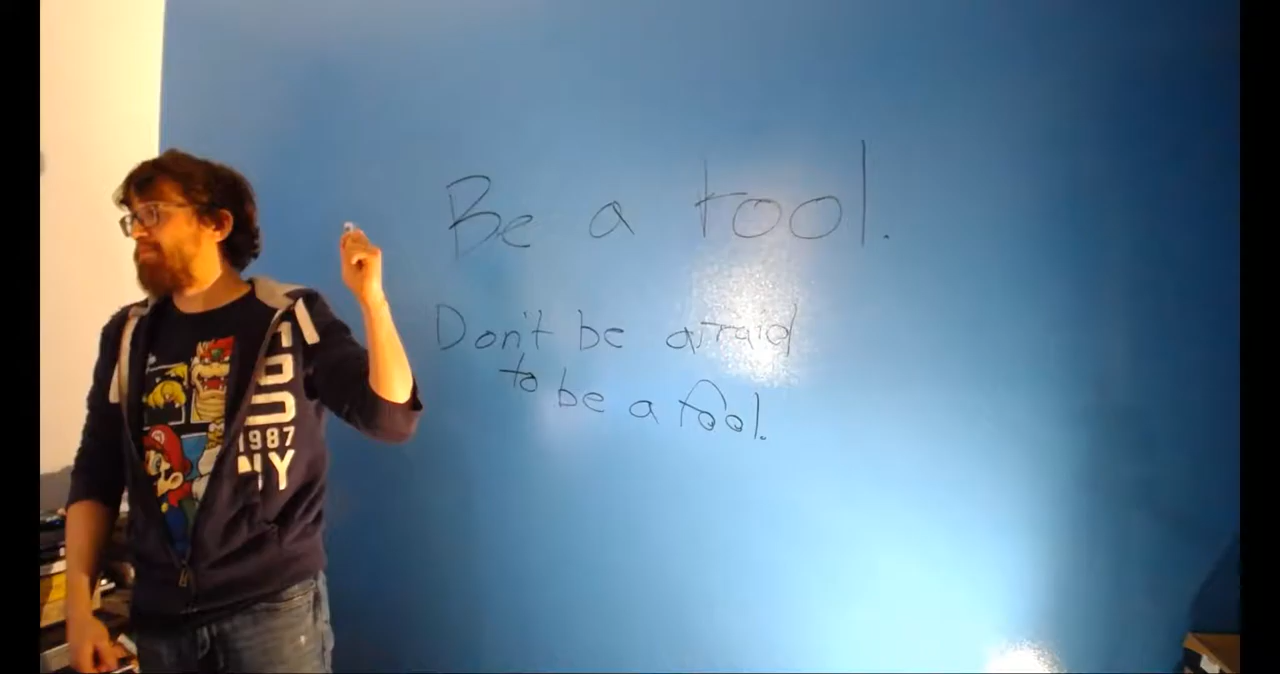 Be a tool.
Don't be afraid
to be a fool.
1987
NY